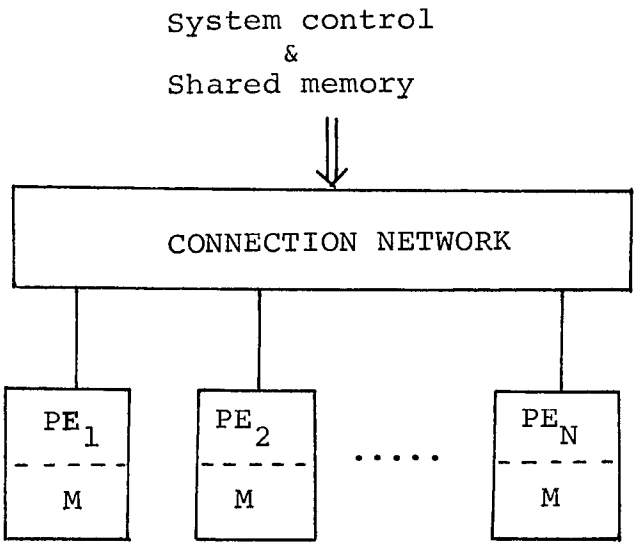 System control
&
Shared memory
CONNECTION NETWORK
PE1 PE2 ..... PEN
M M M